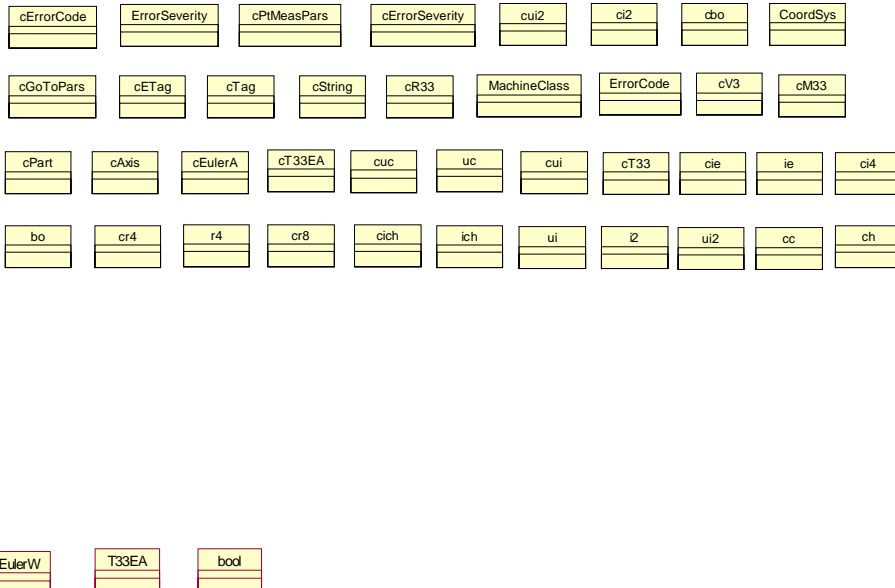 cErrorCode ErrorSeverity cPtMeasPars cErrorSeverity cui2 ci2 cbo CoordSys
cGoToPars cETag cTag cString cR33 MachineClass ErrorCode cV3 cM33
cPart cAxis cEulerA cT33EA cuc uc cui cT33 cie ie ci4
bo cr4 r4 cr8 cich ich ui i2 ui2 cc ch
EulerW T33EA bool